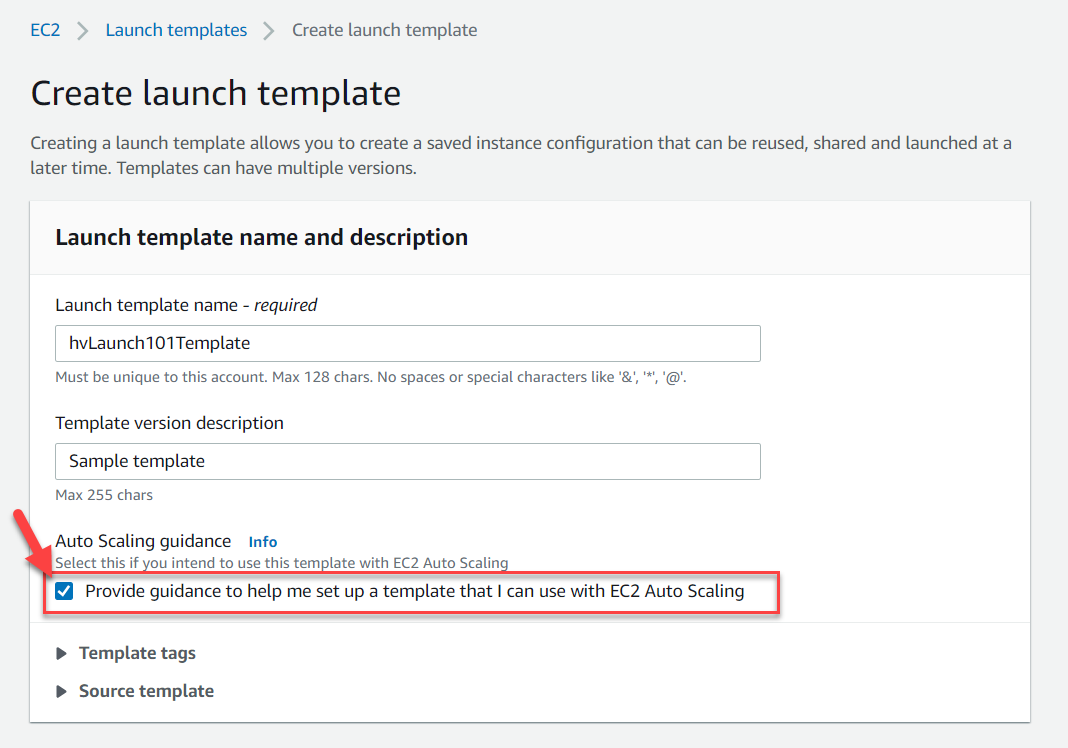 EC2 Launch templates Create launch template
Create launch template
Creating a launch template allows you to create a saved instance configuration that can be reused, shared and launched at a
later time. Templates can have multiple versions.
Launch template name and description
Launch template name - required
hvLaunch101Template
Must be unique to this account. Max 128 chars. No spaces or special characters like '&', '*', '@'.
Template version description
Sample template
Max 255 chars
Auto Scaling guidance Info
Select this if you intend to use this template with EC2 Auto Scaling
Provide guidance to help me set up a template that I can use with EC2 Auto Scaling
Template tags
Source template